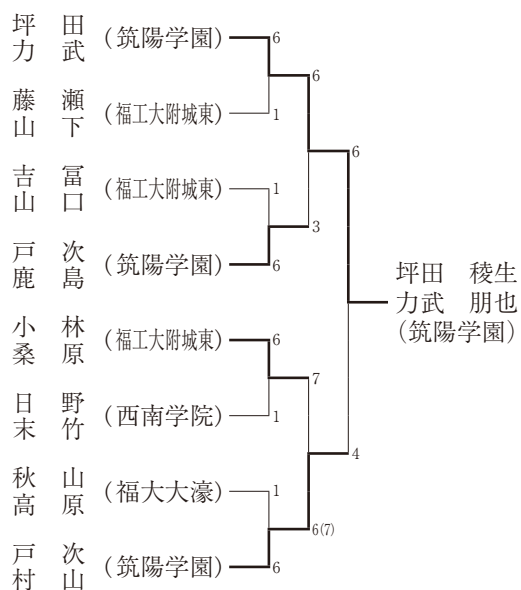 坪田
力武 (筑陽学園) 6
6
藤瀬
山下 (福工大附城東) 1
6
吉冨
山口 (福工大附城東) 1
3
戸次
鹿島 (筑陽学園) 6
坪田 稜生
力武 朋也
(筑陽学園)
小林
桑原 (福工大附城東) 6
7
日野
末竹 (西南学院) 1
4
秋山
高原 (福大大濠) 1
6(7)
戸次
村山 (筑陽学園) 6